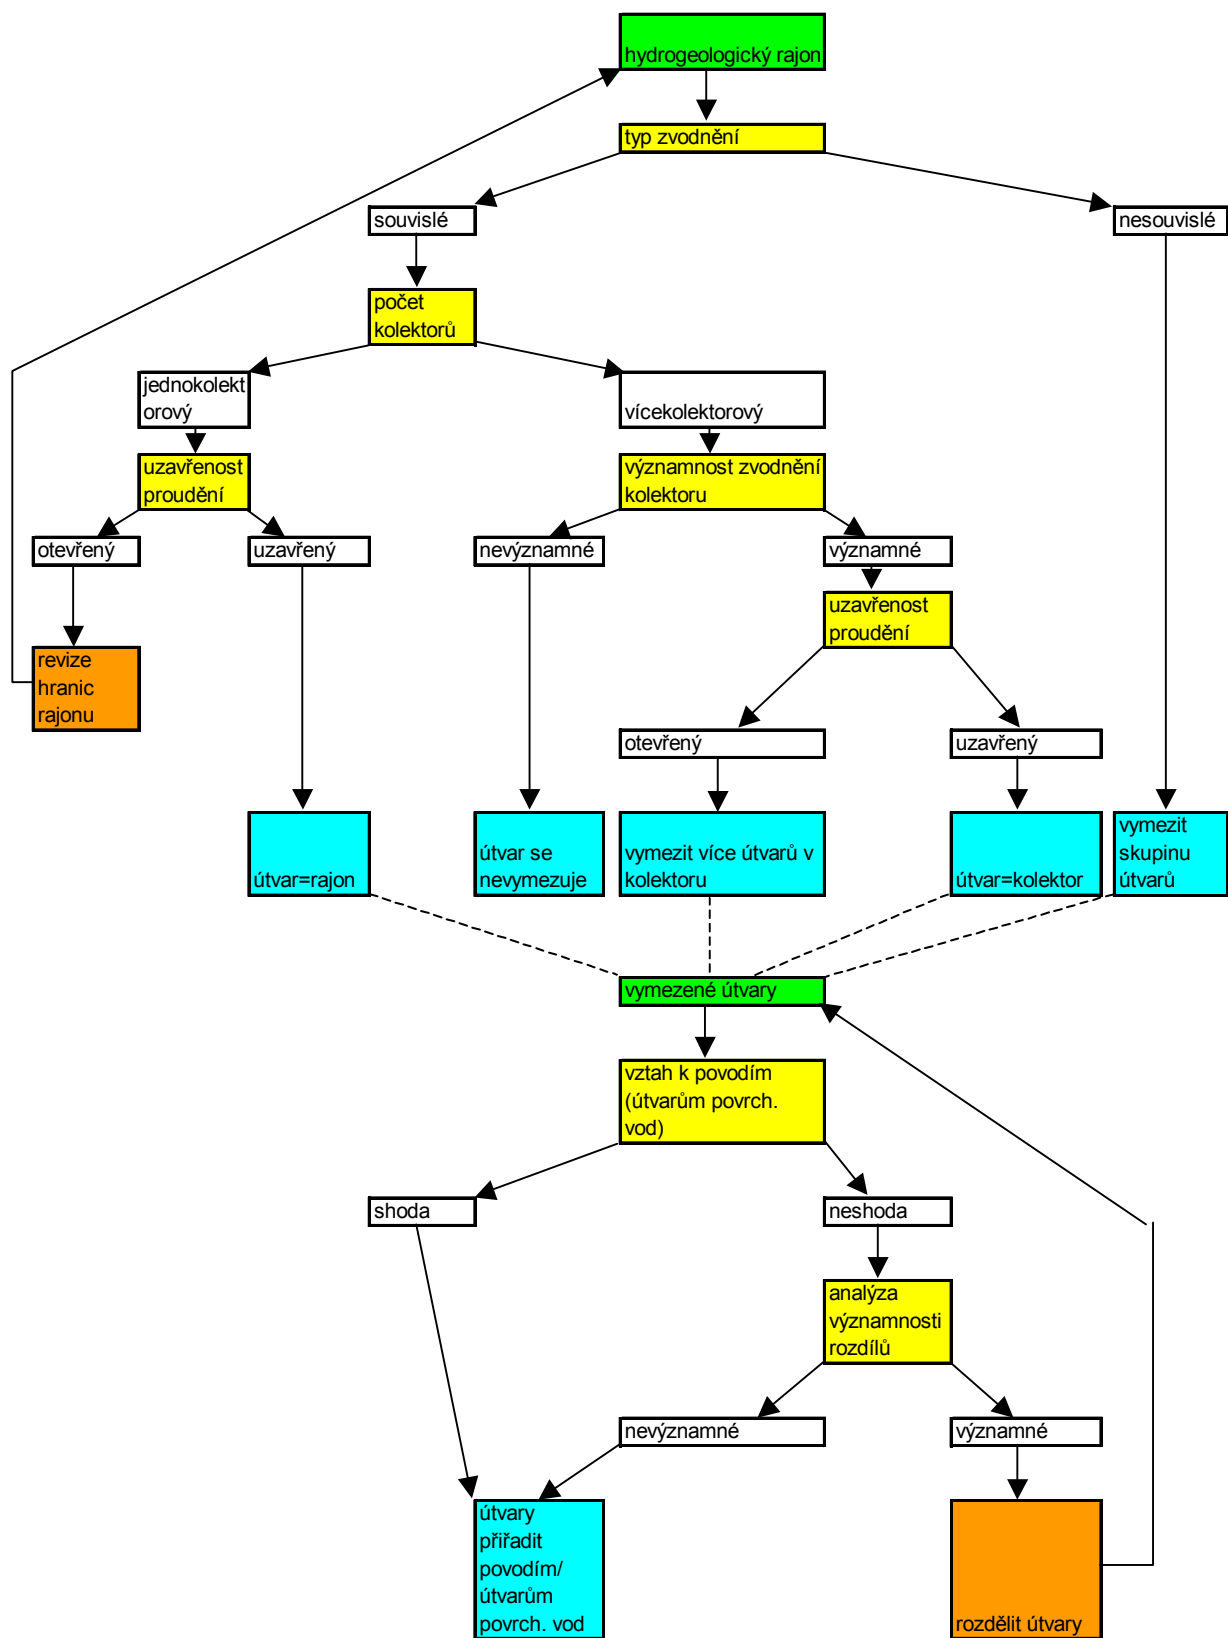 hydrogeologický rajon
typ zvodnění
souvislé
nesouvislé
počet
kolektorů
jednokolekt
orový
vícekolektorový
uzavřenost
proudění
významnost zvodnění
kolektoru
otevřený
uzavřený
nevýznamné
významné
uzavřenost
proudění
revize
hranic
rajonu
otevřený
uzavřený
útvar=rajon
útvar se
nevymezuje
vymezit více útvarů v
kolektoru
útvar=kolektor
vymezit
skupinu
útvarů
vymezené útvary
vztah k povodím
(útvarům povrch.
vod)
shoda
neshoda
analýza
významnosti
rozdílů
nevýznamné
významné
útvary
přiřadit
povodím/
útvarům
povrch. vod
rozdělit útvary